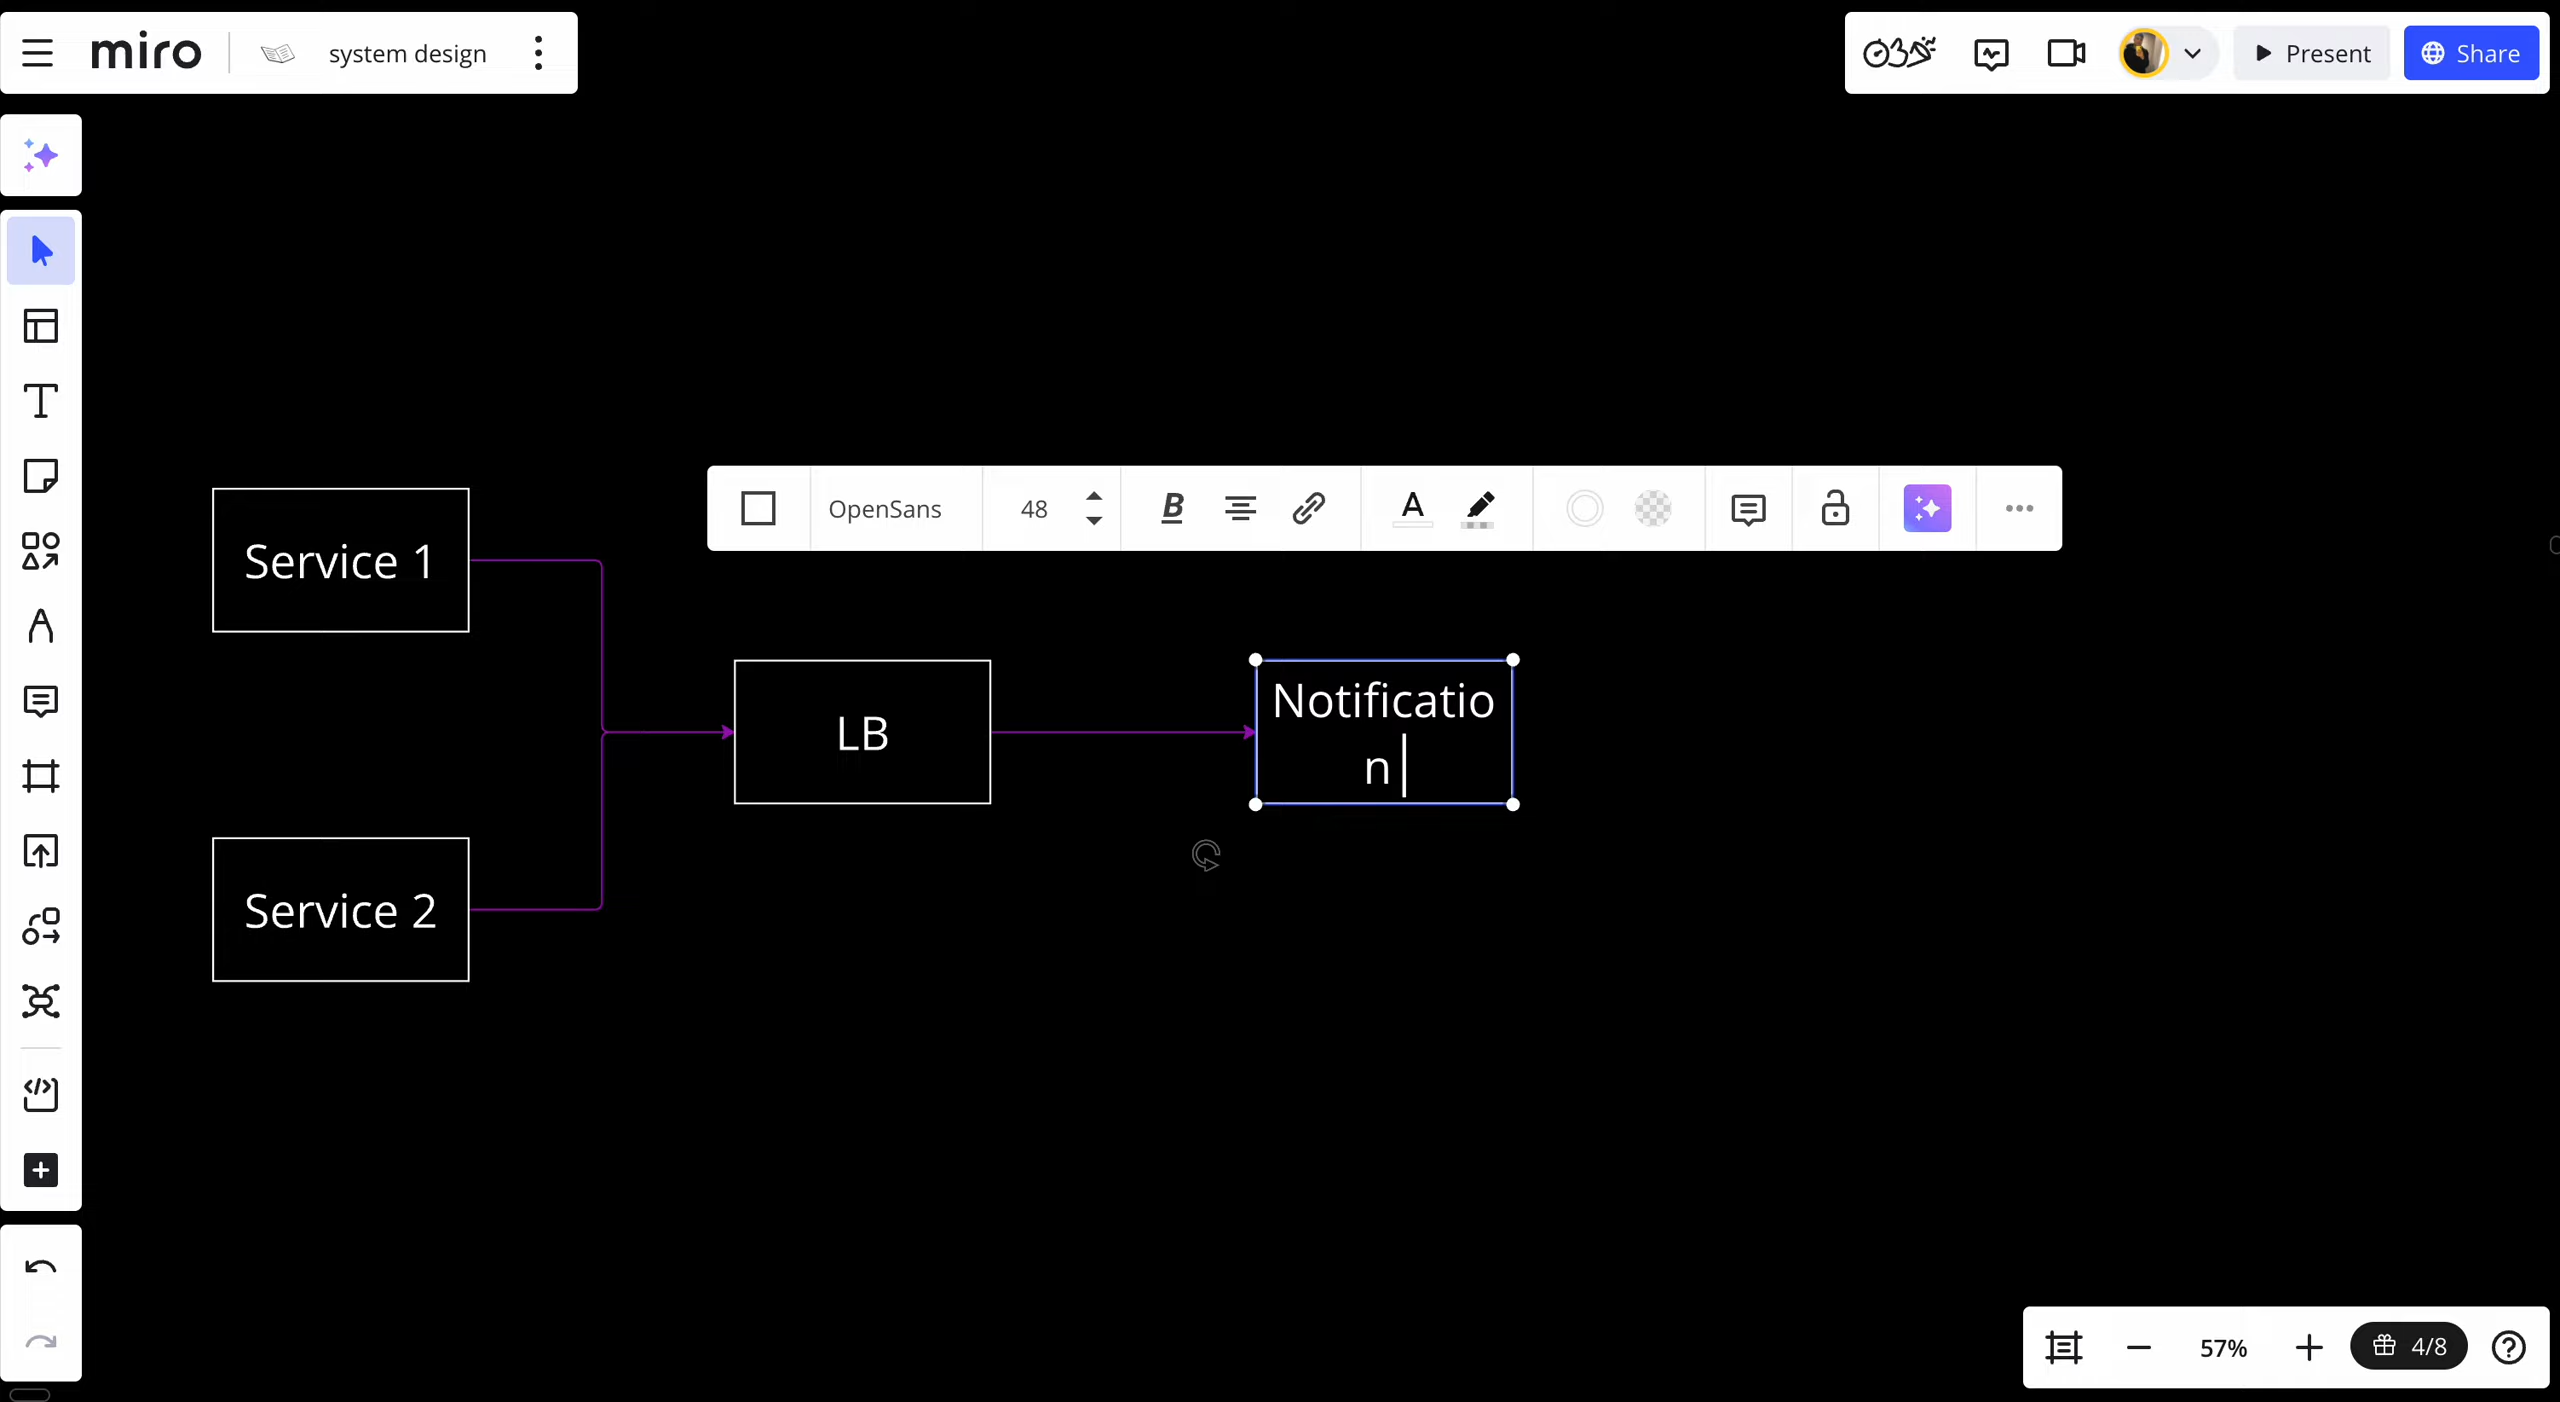 miro
system design
Present
Share
OpenSans
48
B
A
Service 1
LB
Notificatio
n
Service 2
57%
4/8